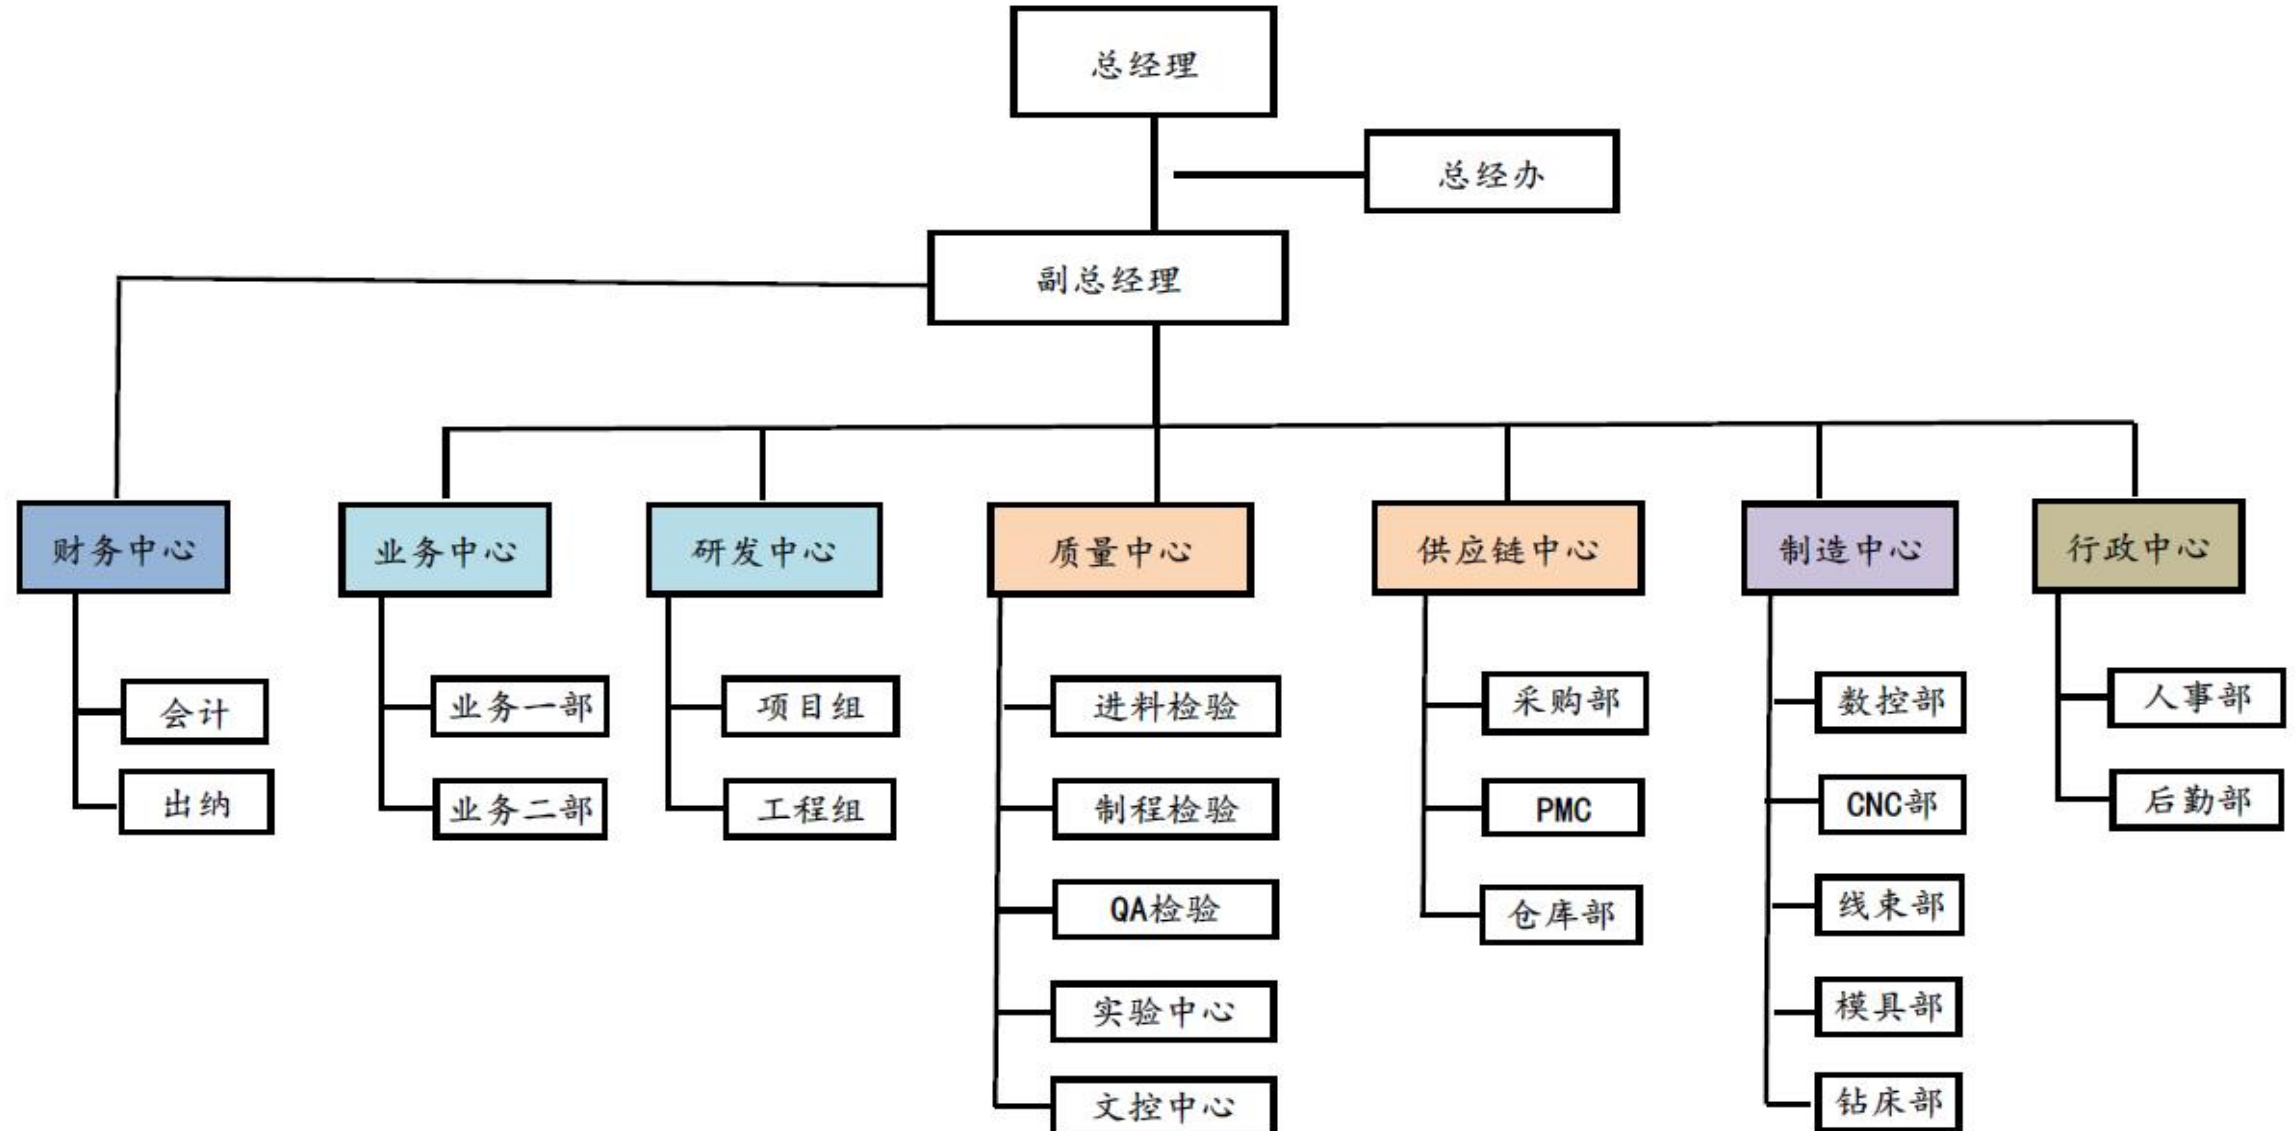 总经理
总经办
副总经理
财务中心
业务中心
研发中心
质量中心
供应链中心
制造中心
行政中心
会计
出纳
业务一部
业务二部
项目组
工程组
进料检验
制程检验
QA检验
实验中心
文控中心
采购部
PMC
仓库部
数控部
CNC部
线束部
模具部
钻床部
人事部
后勤部